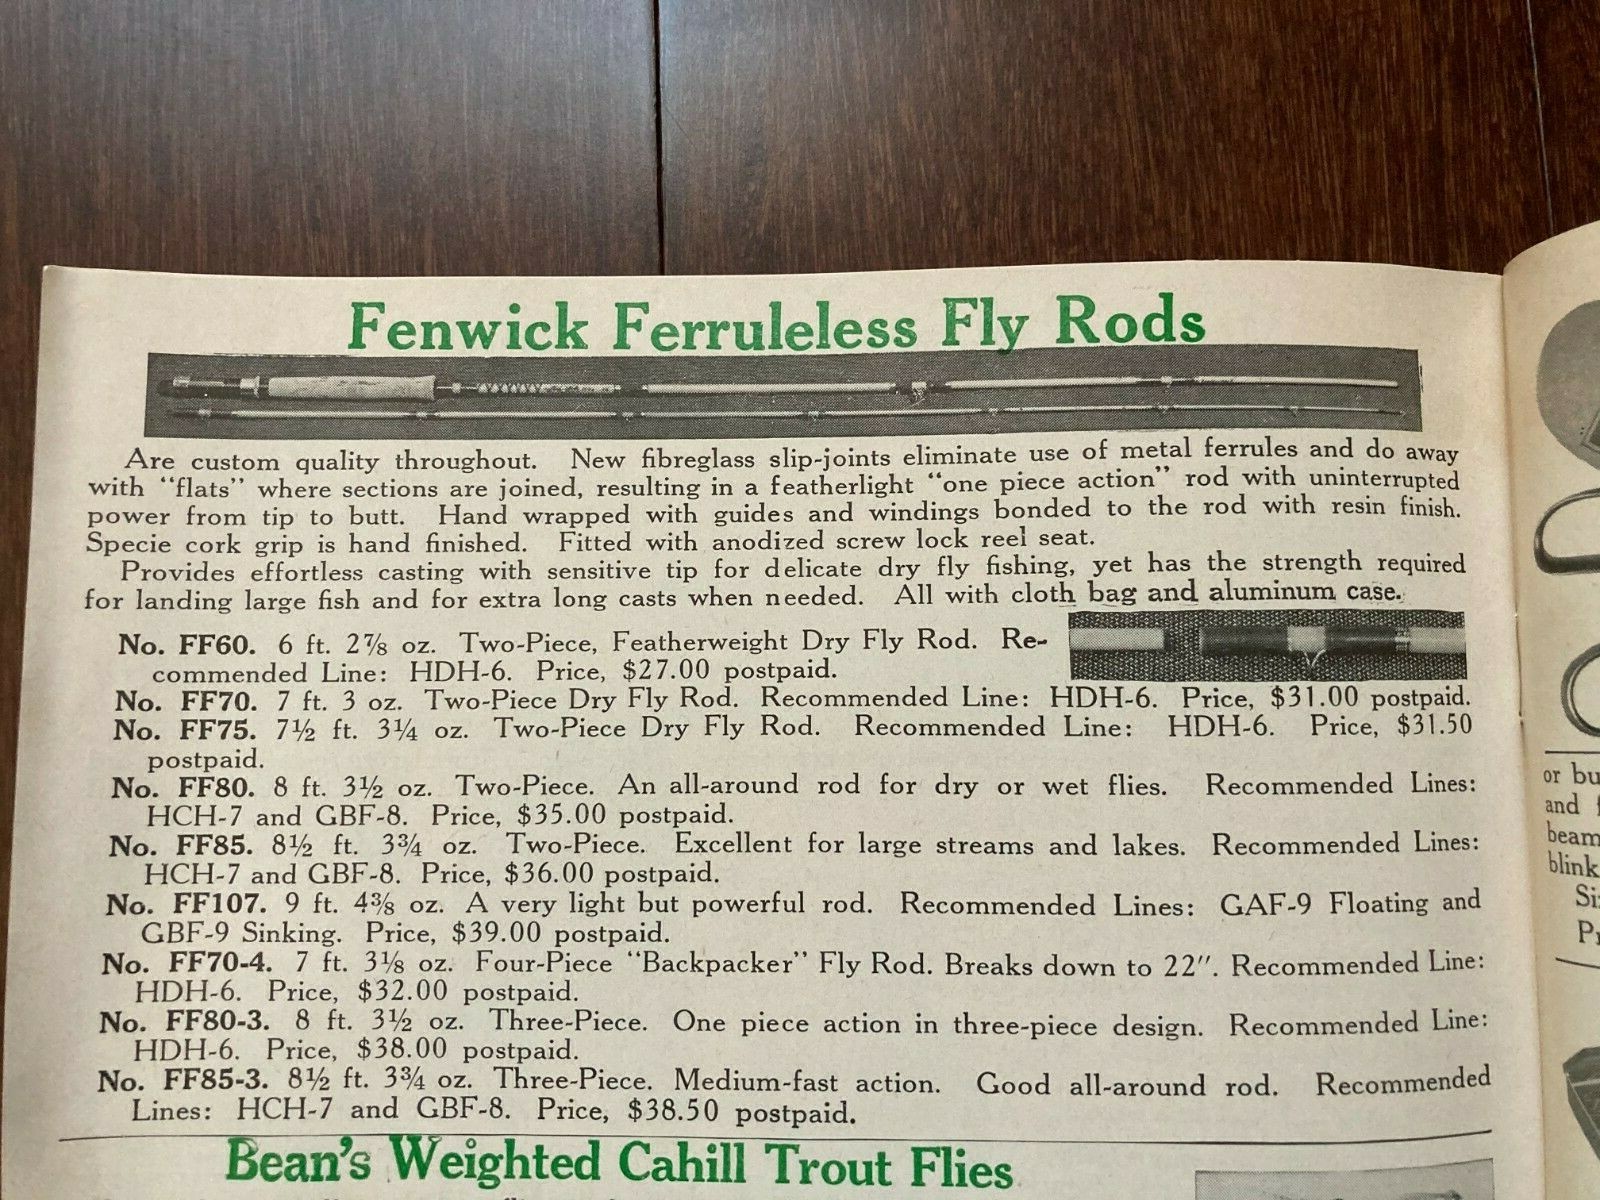 Fenwick Ferruleless Fly Rods
Are custom quality throughout. New fibreglass slip-joints eliminate use of metal ferrules and do away
with "flats" where sections are joined, resulting in a featherlight "one piece action" rod with uninterrupted
power from tip to butt. Hand wrapped with guides and windings bonded to the rod with resin finish.
Specie cork grip is hand finished. Fitted with anodized screw lock reel seat.
Provides effortless casting with sensitive tip for delicate dry fly fishing, yet has the strength required
for landing large fish and for extra long casts when needed. All with cloth bag and aluminum case.
No. FF60. 6 ft. 2⅞ oz. Two-Piece, Featherweight Dry Fly Rod. Re-
commended Line: HDH-6. Price, $27.00 postpaid.
No. FF70. 7 ft. 3 oz. Two-Piece Dry Fly Rod. Recommended Line: HDH-6. Price, $31.00 postpaid.
No. FF75. 7½ ft. 3¼ oz. Two-Piece Dry Fly Rod. Recommended Line: HDH-6. Price, $31.50
postpaid.
No. FF80. 8 ft. 3½ oz. Two-Piece. An all-around rod for dry or wet flies. Recommended Lines:
HCH-7 and GBF-8. Price, $35.00 postpaid.
No. FF85. 8½ ft. 3¾ oz. Two-Piece. Excellent for large streams and lakes. Recommended Lines:
HCH-7 and GBF-8. Price, $36.00 postpaid.
No. FF107. 9 ft. 4⅜ oz. A very light but powerful rod. Recommended Lines: GAF-9 Floating and
GBF-9 Sinking. Price, $39.00 postpaid.
No. FF70-4. 7 ft. 3⅛ oz. Four-Piece "Backpacker" Fly Rod. Breaks down to 22". Recommended Line:
HDH-6. Price, $32.00 postpaid.
No. FF80-3. 8 ft. 3½ oz. Three-Piece. One piece action in three-piece design. Recommended Line:
HDH-6. Price, $38.00 postpaid.
No. FF85-3. 8½ ft. 3¾ oz. Three-Piece. Medium-fast action. Good all-around rod. Recommended
Lines: HCH-7 and GBF-8. Price, $38.50 postpaid.
Bean's Weighted Cahill Trout Flies
or bu
and
beam
blink